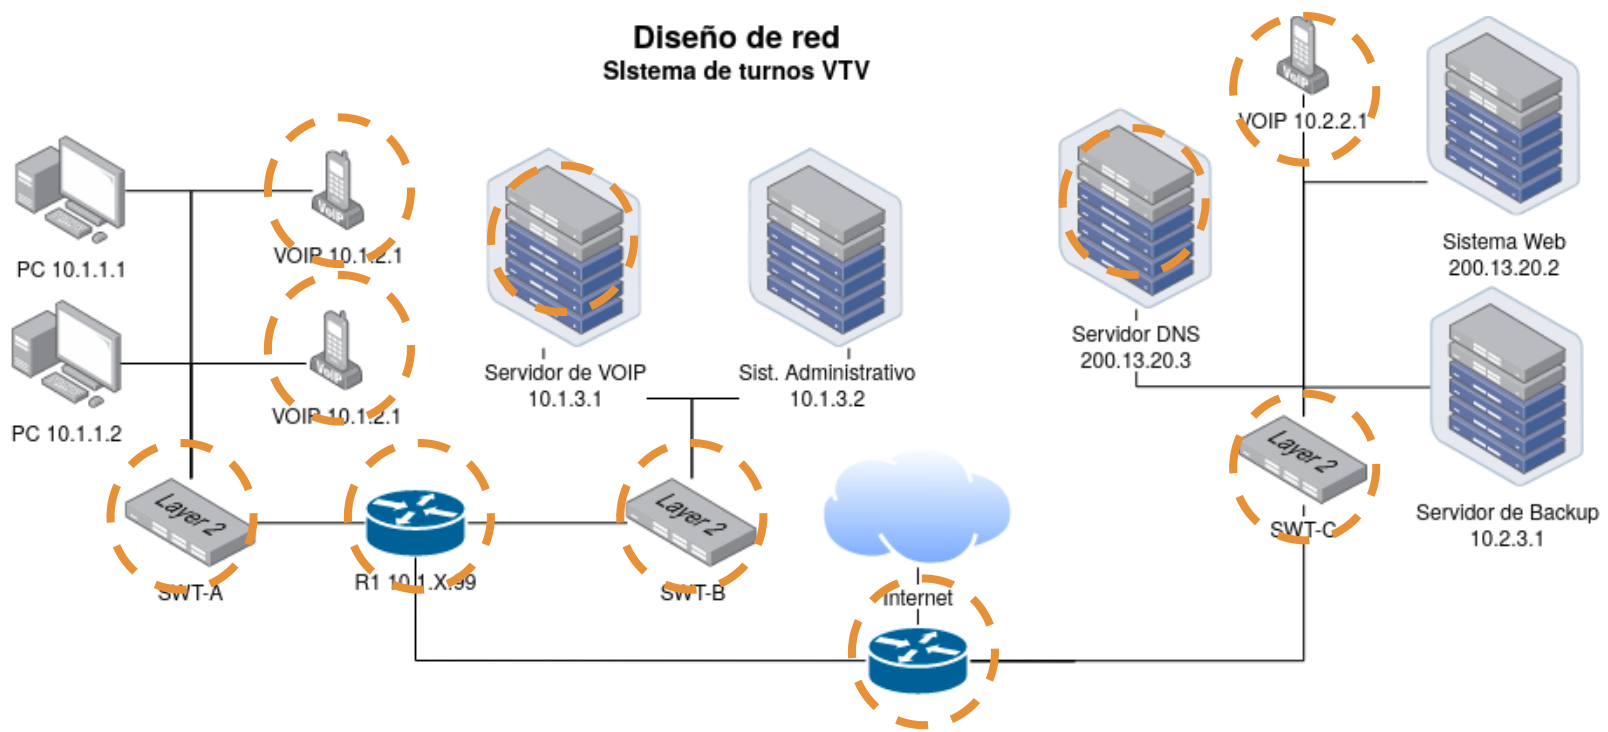 Diseño de red
SIstema de turnos VTV
VoIP
VOIP 10.2.2.1
PC 10.1.1.1
VoIP
VOIP 10.1.2.1
Sistema Web
200.13.20.2
PC 10.1.1.2
VoIP
VOIP 10.1.2.1
Servidor de VOIP
10.1.3.1
Sist. Administrativo
10.1.3.2
Servidor DNS
200.13.20.3
Layer 2
SWT-A
R1 10.1.X.99
Layer 2
SWT-B
Internet
Layer 2
SWT-C
Servidor de Backup
10.2.3.1